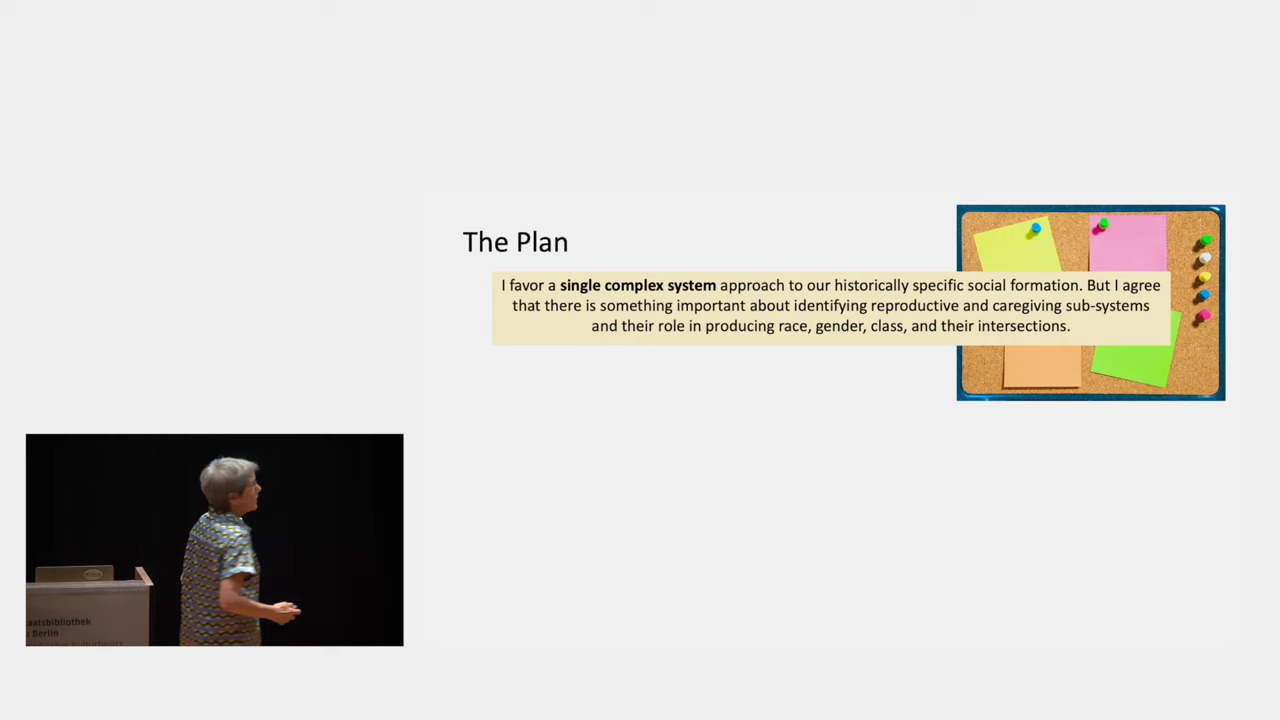 The Plan
I favor a single complex system approach to our historically specific social formation. But I agree
that there is something important about identifying reproductive and caregiving sub-systems
and their role in producing race, gender, class, and their intersections.
taatsbibliothek
Berlin